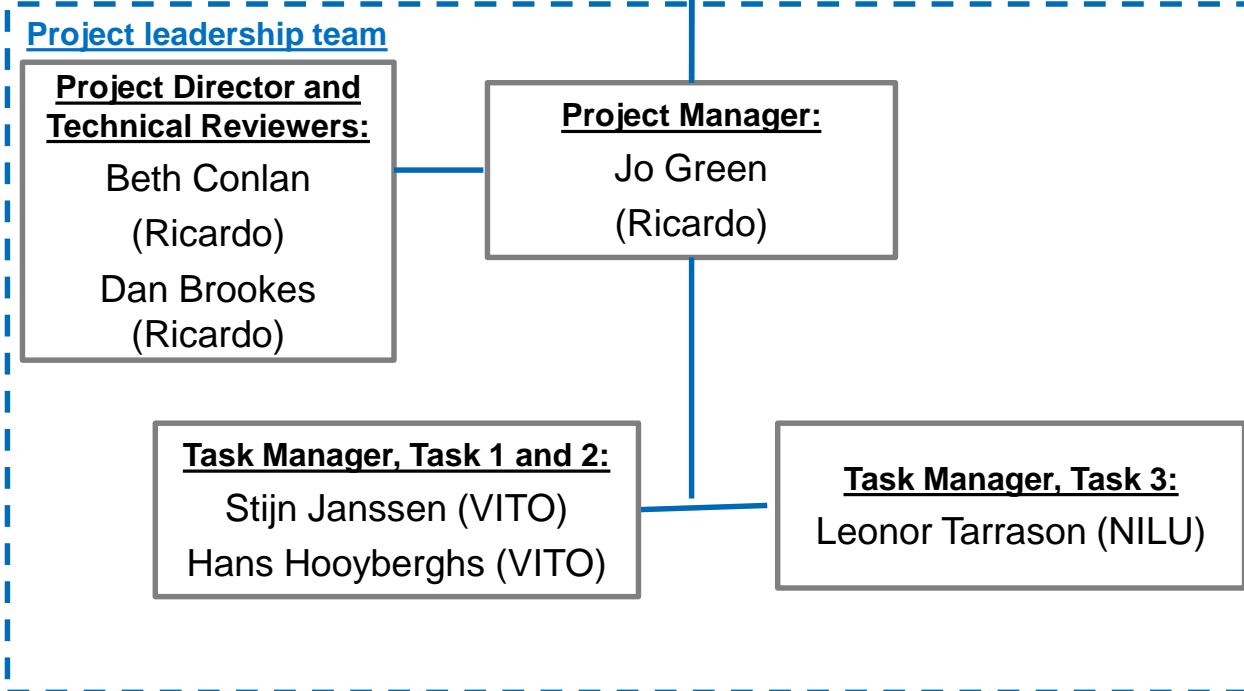 Project leadership team
Project Director and
Technical Reviewers:
Beth Conlan
(Ricardo)
Dan Brookes
(Ricardo)
Project Manager:
Jo Green
(Ricardo)
Task Manager, Task 1 and 2:
Stijn Janssen (VITO)
Hans Hooyberghs (VITO)
Task Manager, Task 3:
Leonor Tarrason (NILU)